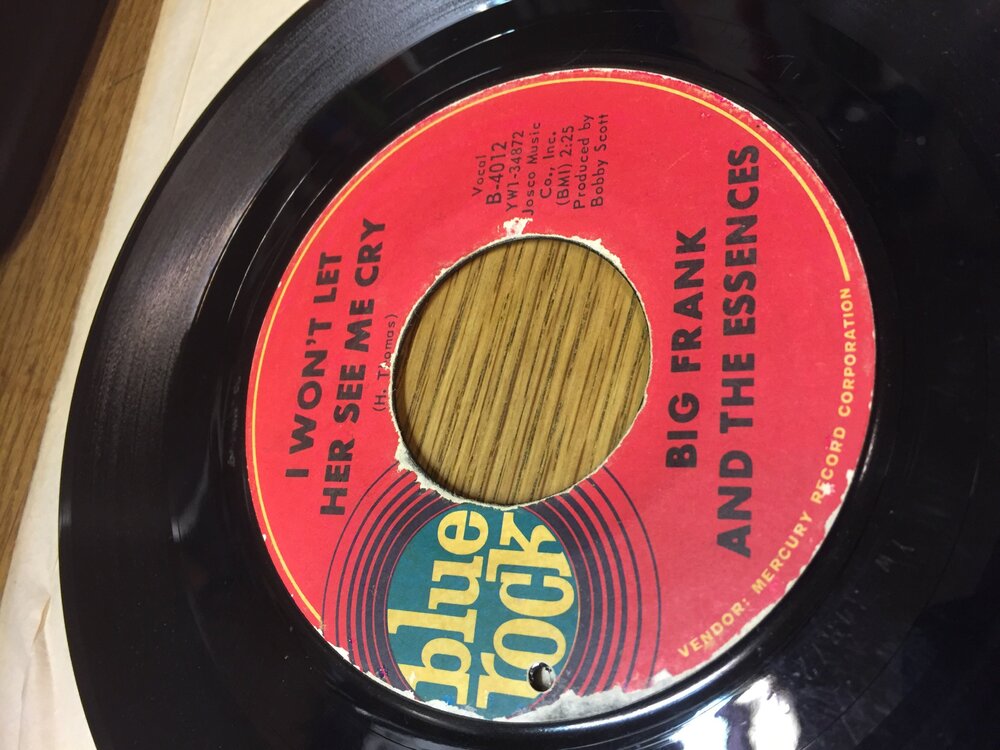 I WON'T LET
HER SEE ME CRY
(H. Thomas)
blue
rock
Vocal
B-4012
YW1-34872
Josco Music
Co., Inc.
(BMI) 2:25
Produced by
Bobby Scott
BIG FRANK
AND THE ESSENCES
VENDOR: MERCURY RECORD CORPORATION